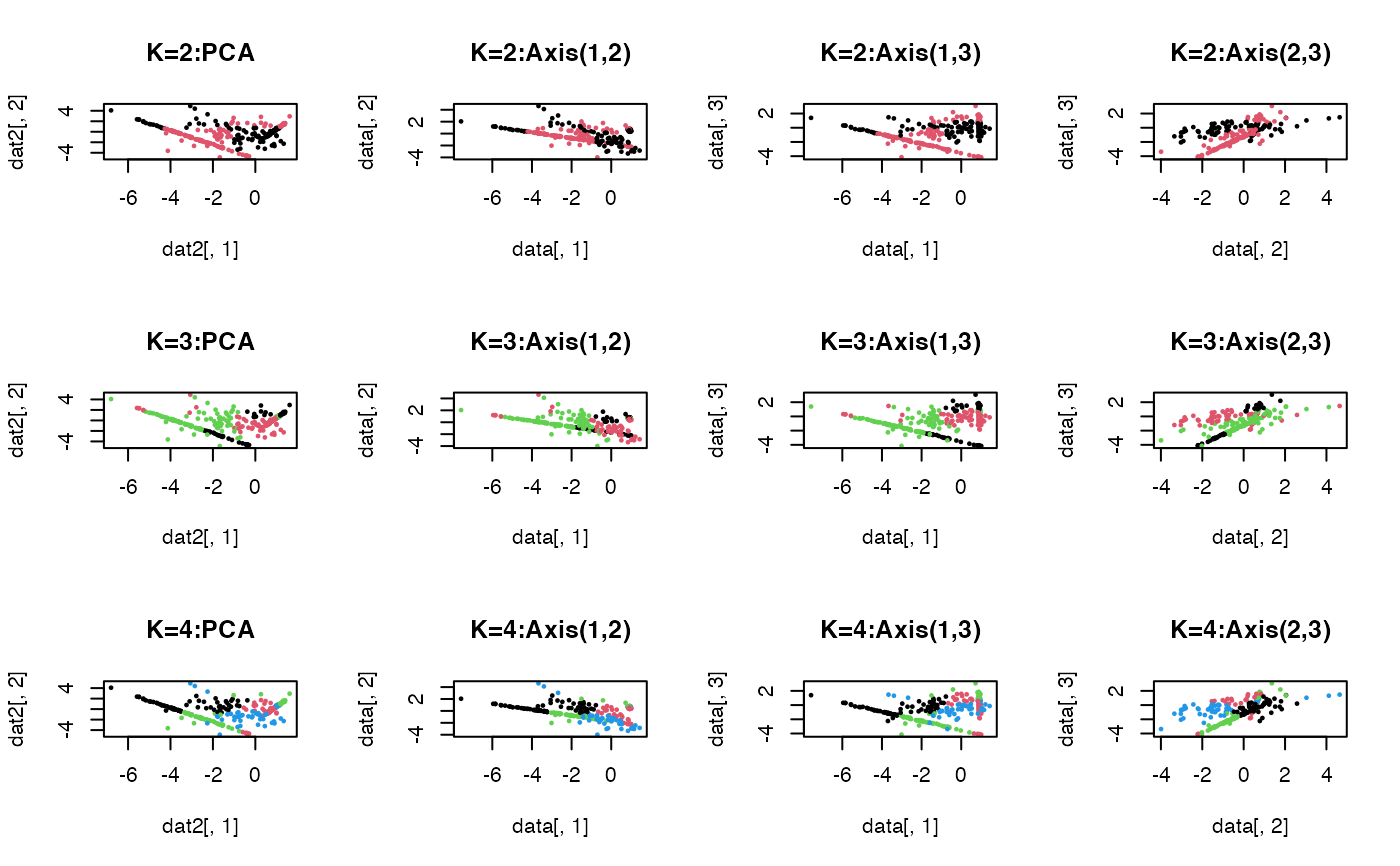 K=2:PCA
dat2[, 2]
4
-4
-6 -4 -2 0
dat2[, 1]
K=2:Axis(1,2)
data[, 2]
2
-4
-6 -4 -2 0
data[, 1]
K=2:Axis(1,3)
data[, 3]
2
-4
-6 -4 -2 0
data[, 1]
K=2:Axis(2,3)
data[, 3]
2
-4
-4 -2 0 2 4
data[, 2]
K=3:PCA
dat2[, 2]
4
-4
-6 -4 -2 0
dat2[, 1]
K=3:Axis(1,2)
data[, 2]
2
-4
-6 -4 -2 0
data[, 1]
K=3:Axis(1,3)
data[, 3]
2
-4
-6 -4 -2 0
data[, 1]
K=3:Axis(2,3)
data[, 3]
2
-4
-4 -2 0 2 4
data[, 2]
K=4:PCA
dat2[, 2]
4
-4
-6 -4 -2 0
dat2[, 1]
K=4:Axis(1,2)
data[, 2]
2
-4
-6 -4 -2 0
data[, 1]
K=4:Axis(1,3)
data[, 3]
2
-4
-6 -4 -2 0
data[, 1]
K=4:Axis(2,3)
data[, 3]
2
-4
-4 -2 0 2 4
data[, 2]